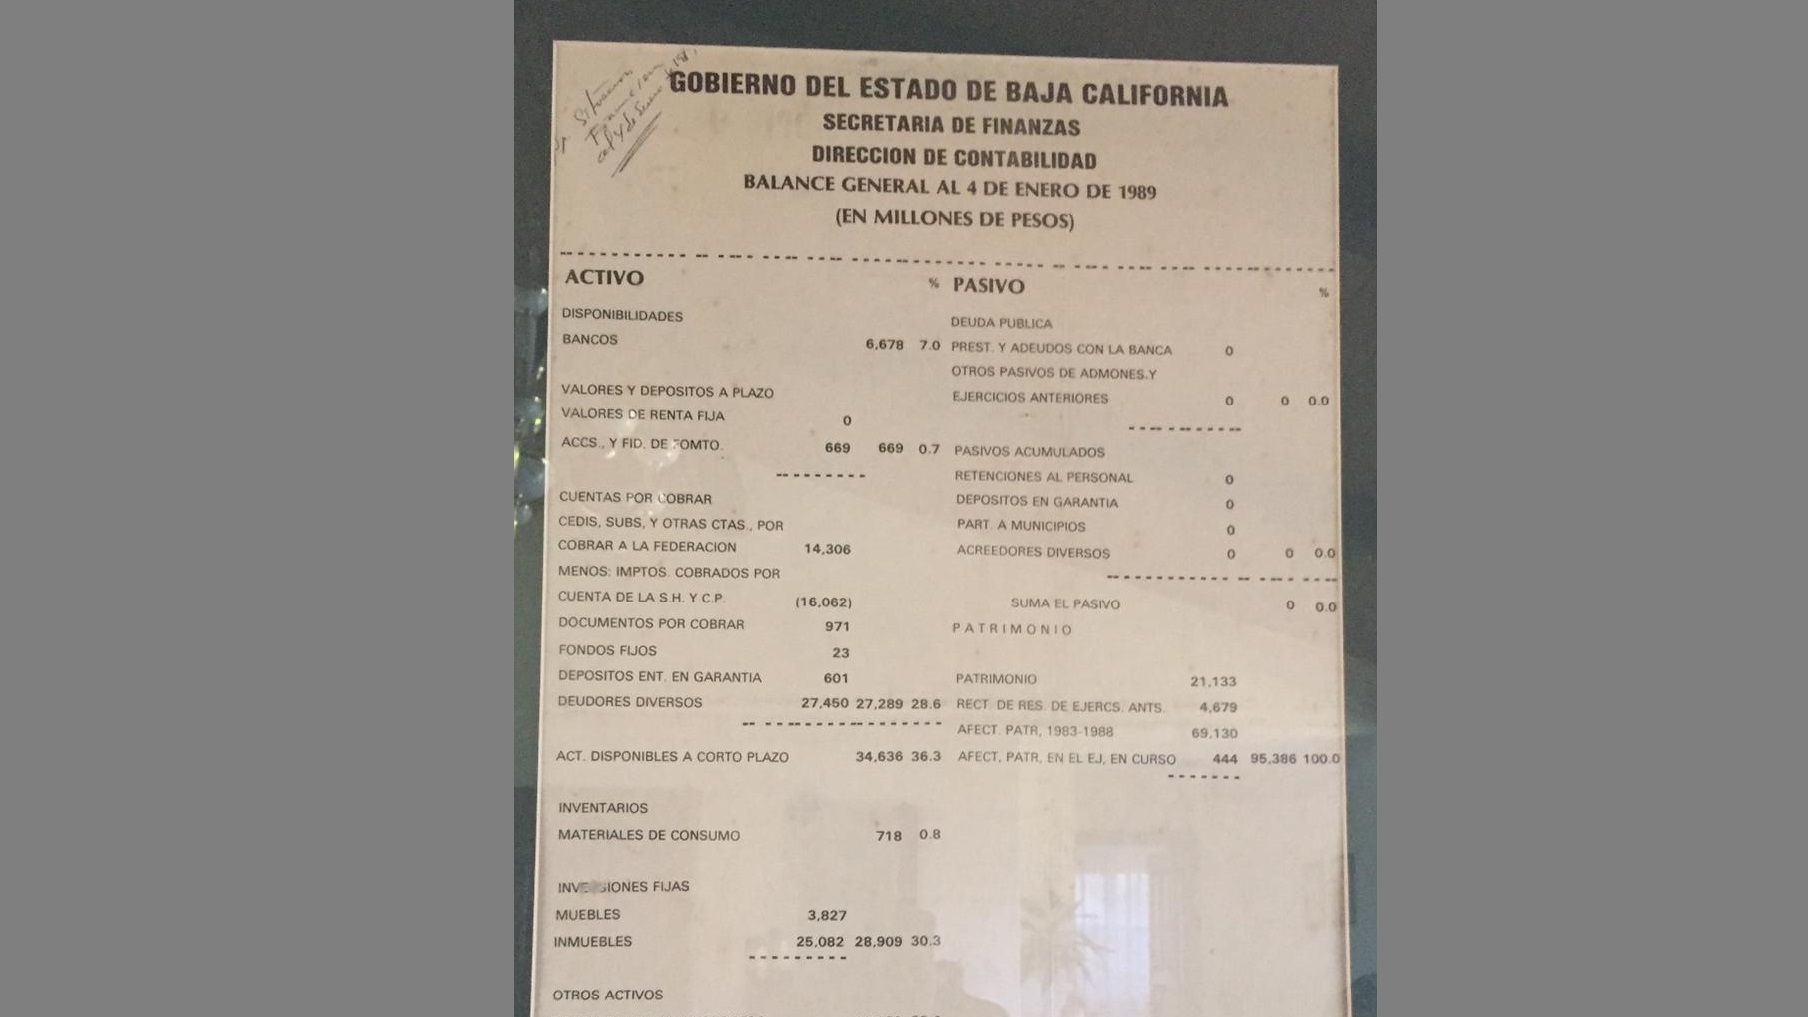 GOBIERNO DEL ESTADO DE BAJA CALIFORNIA
SECRETARIA DE FINANZAS
DIRECCION DE CONTABILIDAD
BALANCE GENERAL AL 4 DE ENERO DE 1989
(EN MILLONES DE PESOS)
ACTIVO %
DISPONIBILIDADES
BANCOS 6,678 7.0
VALORES Y DEPOSITOS A PLAZO
VALORES DE RENTA FIJA 0
ACCS., Y FID. DE FOMTO. 669 669 0.7
CUENTAS POR COBRAR
CEDIS, SUBS, Y OTRAS CTAS., POR
COBRAR A LA FEDERACION 14,306
MENOS: IMPTOS. COBRADOS POR
CUENTA DE LA S.H. Y C.P. (16,062)
DOCUMENTOS POR COBRAR 971
FONDOS FIJOS 23
DEPOSITOS ENT. EN GARANTIA 601
DEUDORES DIVERSOS 27,450 27,289 28.6
ACT. DISPONIBLES A CORTO PLAZO 34,636 36.3
INVENTARIOS
MATERIALES DE CONSUMO 718 0.8
INVERSIONES FIJAS
MUEBLES 3,827
INMUEBLES 25,082 28,909 30.3
OTROS ACTIVOS
PASIVO %
DEUDA PUBLICA
PREST. Y ADEUDOS CON LA BANCA 0
OTROS PASIVOS DE ADMONES.Y
EJERCICIOS ANTERIORES 0 0 0.0
PASIVOS ACUMULADOS
RETENCIONES AL PERSONAL 0
DEPOSITOS EN GARANTIA 0
PART. A MUNICIPIOS 0
ACREEDORES DIVERSOS 0 0 0.0
SUMA EL PASIVO 0 0.0
PATRIMONIO
PATRIMONIO 21,133
RECT. DE RES. DE EJERCS. ANTS. 4,679
AFECT. PATR, 1983-1988 69,130
AFECT, PATR, EN EL EJ, EN CURSO 444 95,386 100.0